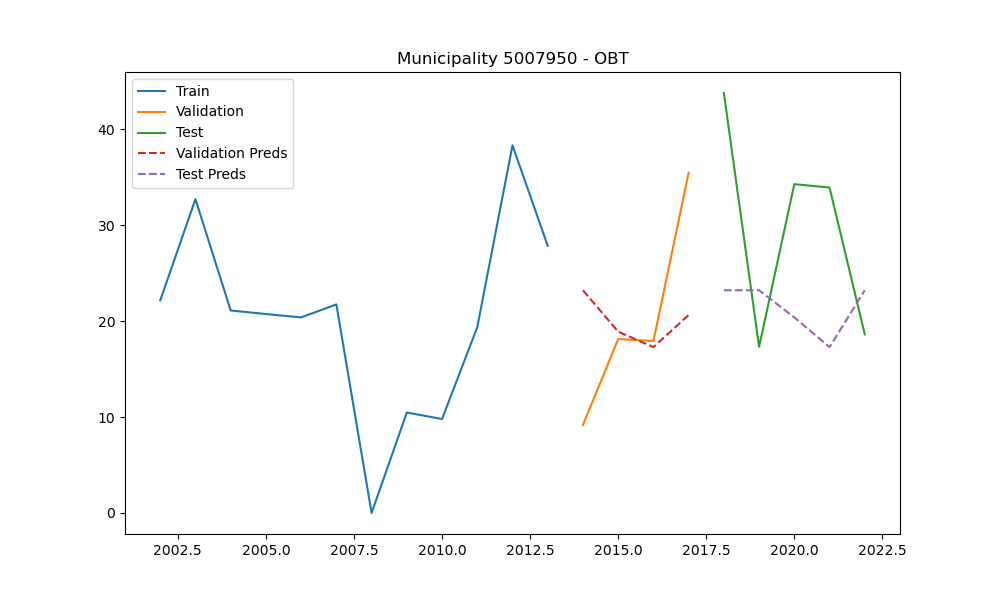 Municipality 5007950 - OBT
Train
Validation
Test
Validation Preds
Test Preds
40
30
20
10
0
2002.5 2005.0 2007.5 2010.0 2012.5 2015.0 2017.5 2020.0 2022.5